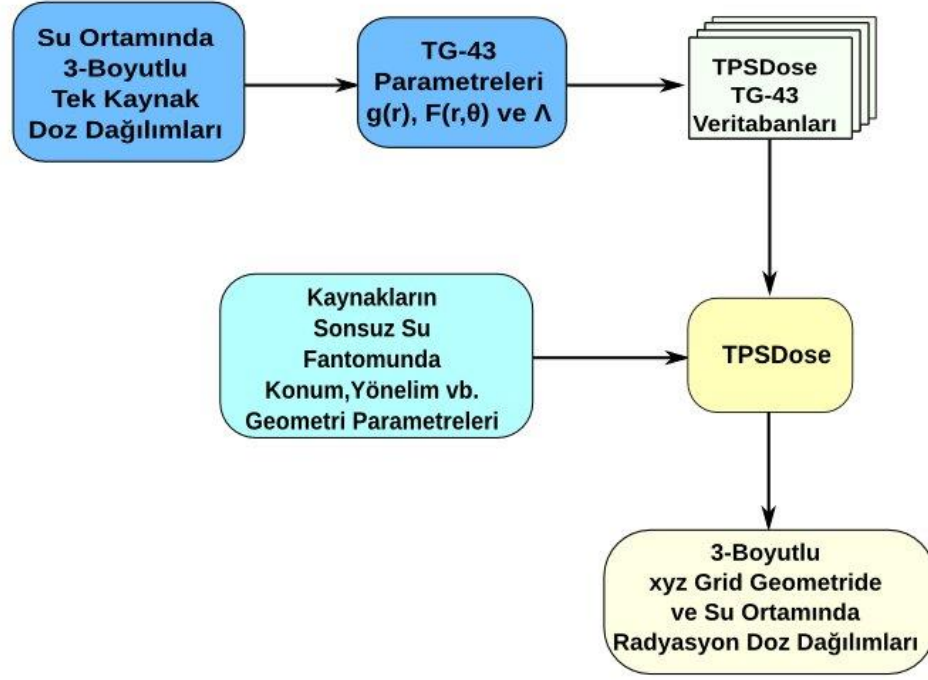 Su Ortamında
3-Boyutlu
Tek Kaynak
Doz Dağılımları
TG-43
Parametreleri
g(r), F(r,θ) ve Λ
TPSDose
TG-43
Veritabanları
Kaynakların
Sonsuz Su
Fantomunda
Konum,Yönelim vb.
Geometri Parametreleri
TPSDose
3-Boyutlu
xyz Grid Geometride
ve Su Ortamında
Radyasyon Doz Dağılımları